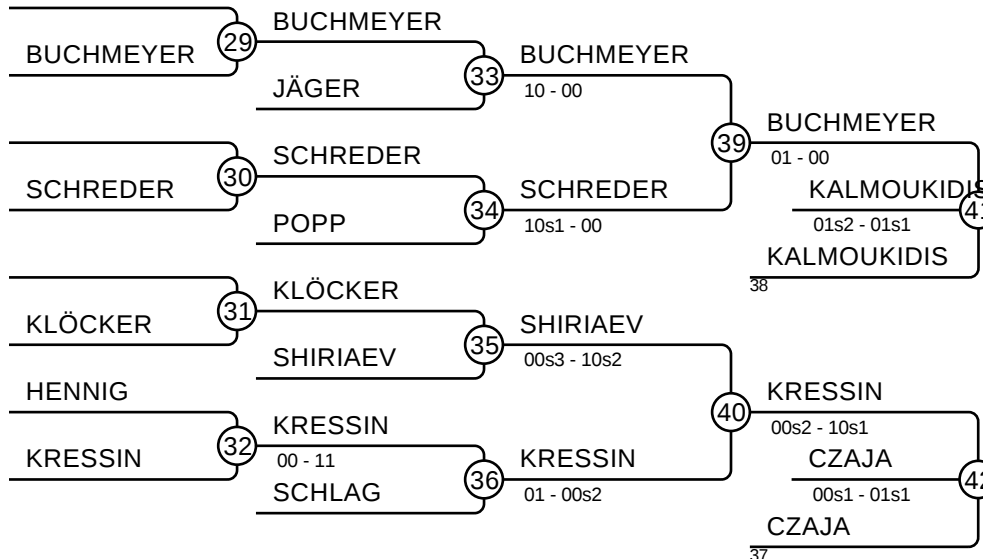 BUCHMEYER
29
BUCHMEYER
JÄGER
33
BUCHMEYER
10 - 00
SCHREDER
30
SCHREDER
POPP
34
SCHREDER
10s1 - 00
39
BUCHMEYER
01 - 00
KALMOUKIDIS
41
01s2 - 01s1
KALMOUKIDIS
38
KLÖCKER
31
KLÖCKER
SHIRIAEV
35
SHIRIAEV
00s3 - 10s2
HENNIG
KRESSIN
32
KRESSIN
00 - 11
SCHLAG
36
KRESSIN
01 - 00s2
40
KRESSIN
00s2 - 10s1
CZAJA
42
00s1 - 01s1
CZAJA
37